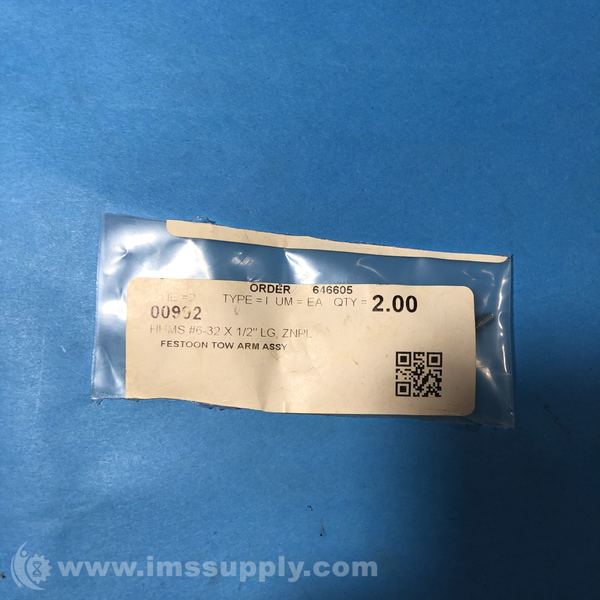 ORDER 646605
TYPE = I UM = EA QTY = 2.00
00902
#6-32 X 1/2" LG, ZNPL
FESTOON TOW ARM ASSY
www.imssupply.com